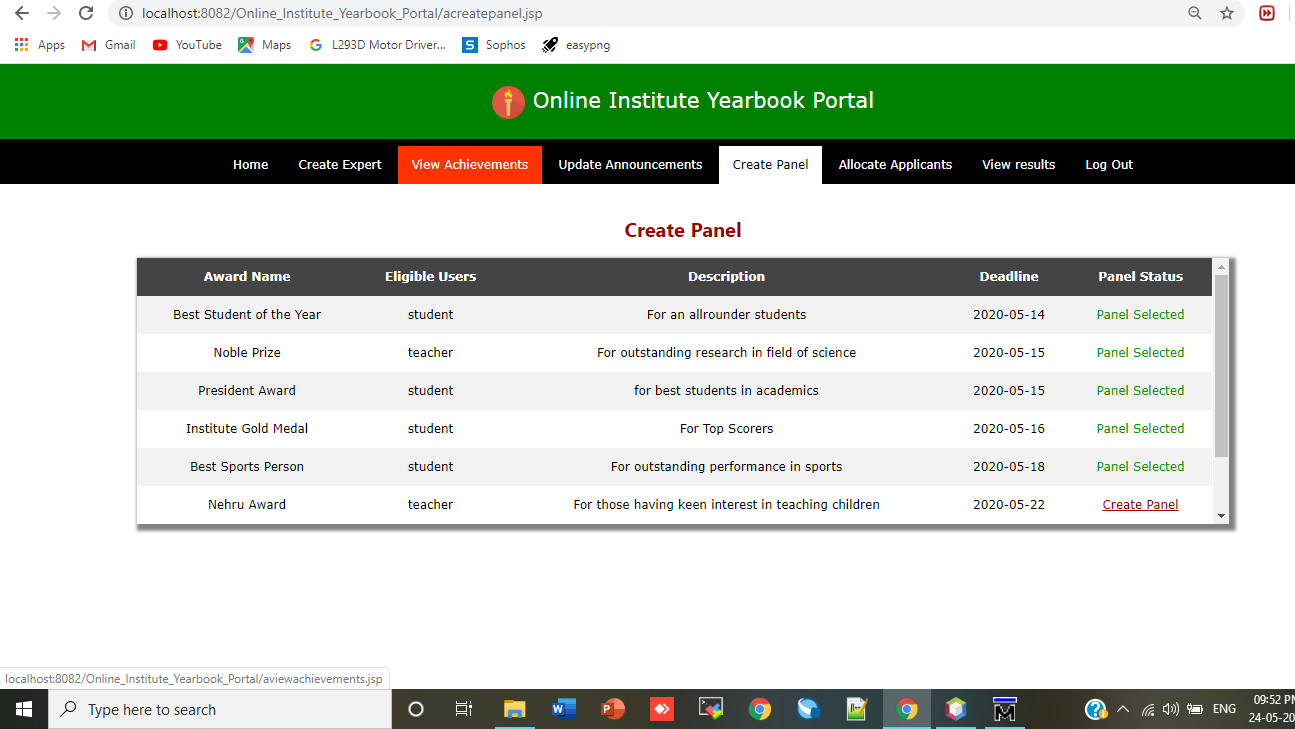 localhost:8082/Online_Institute_Yearbook_Portal/acreatepanel.jsp
Apps Gmail YouTube Maps L293D Motor Driver... Sophos easypng
Online Institute Yearbook Portal
Home Create Expert View Achievements Update Announcements Create Panel Allocate Applicants View results Log Out
Create Panel
Award Name Eligible Users Description Deadline Panel Status
Best Student of the Year student For an allrounder students 2020-05-14 Panel Selected
Noble Prize teacher For outstanding research in field of science 2020-05-15 Panel Selected
President Award student for best students in academics 2020-05-15 Panel Selected
Institute Gold Medal student For Top Scorers 2020-05-16 Panel Selected
Best Sports Person student For outstanding performance in sports 2020-05-18 Panel Selected
Nehru Award teacher For those having keen interest in teaching children 2020-05-22 Create Panel
localhost:8082/Online_Institute_Yearbook_Portal/aviewachievements.jsp
Type here to search
ENG
09:52 PM
24-05-20